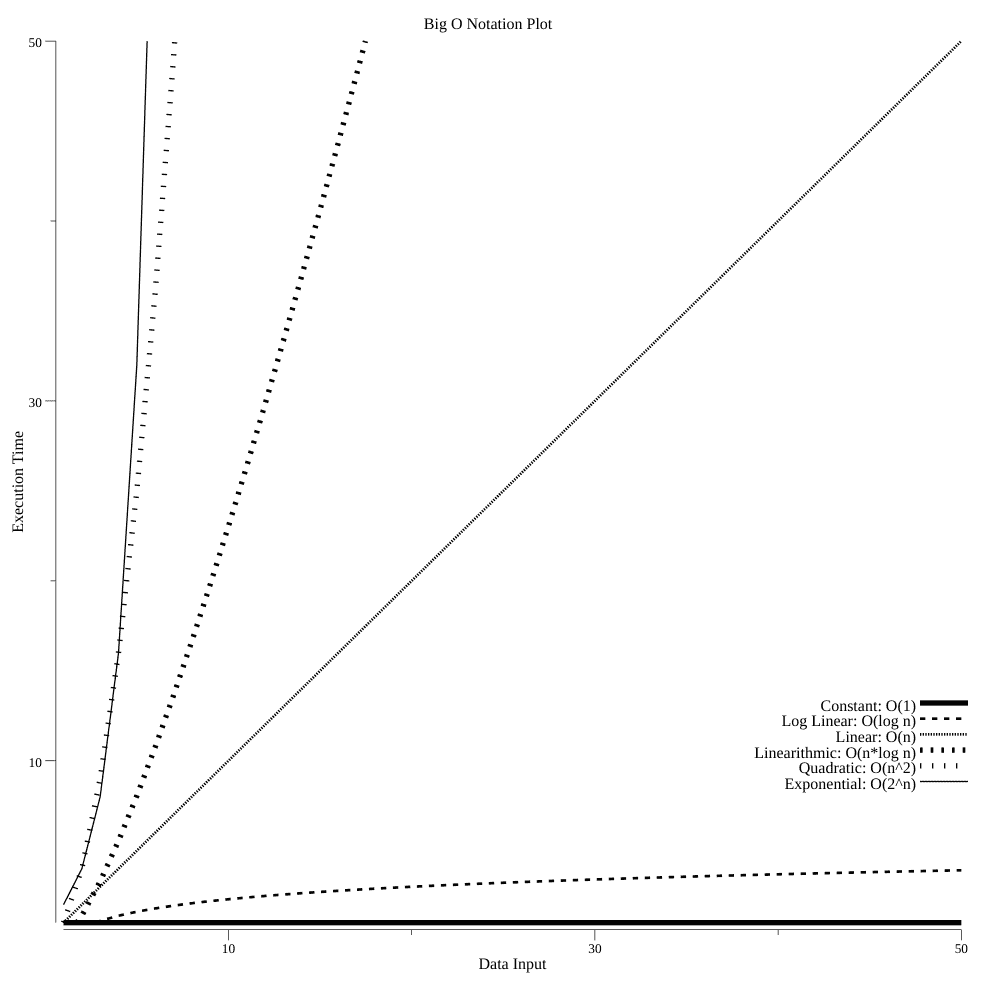 Big O Notation Plot
50
30
10
Execution Time
Constant: O(1)
Log Linear: O(log n)
Linear: O(n)
Linearithmic: O(n*log n)
Quadratic: O(n^2)
Exponential: O(2^n)
10
30
50
Data Input